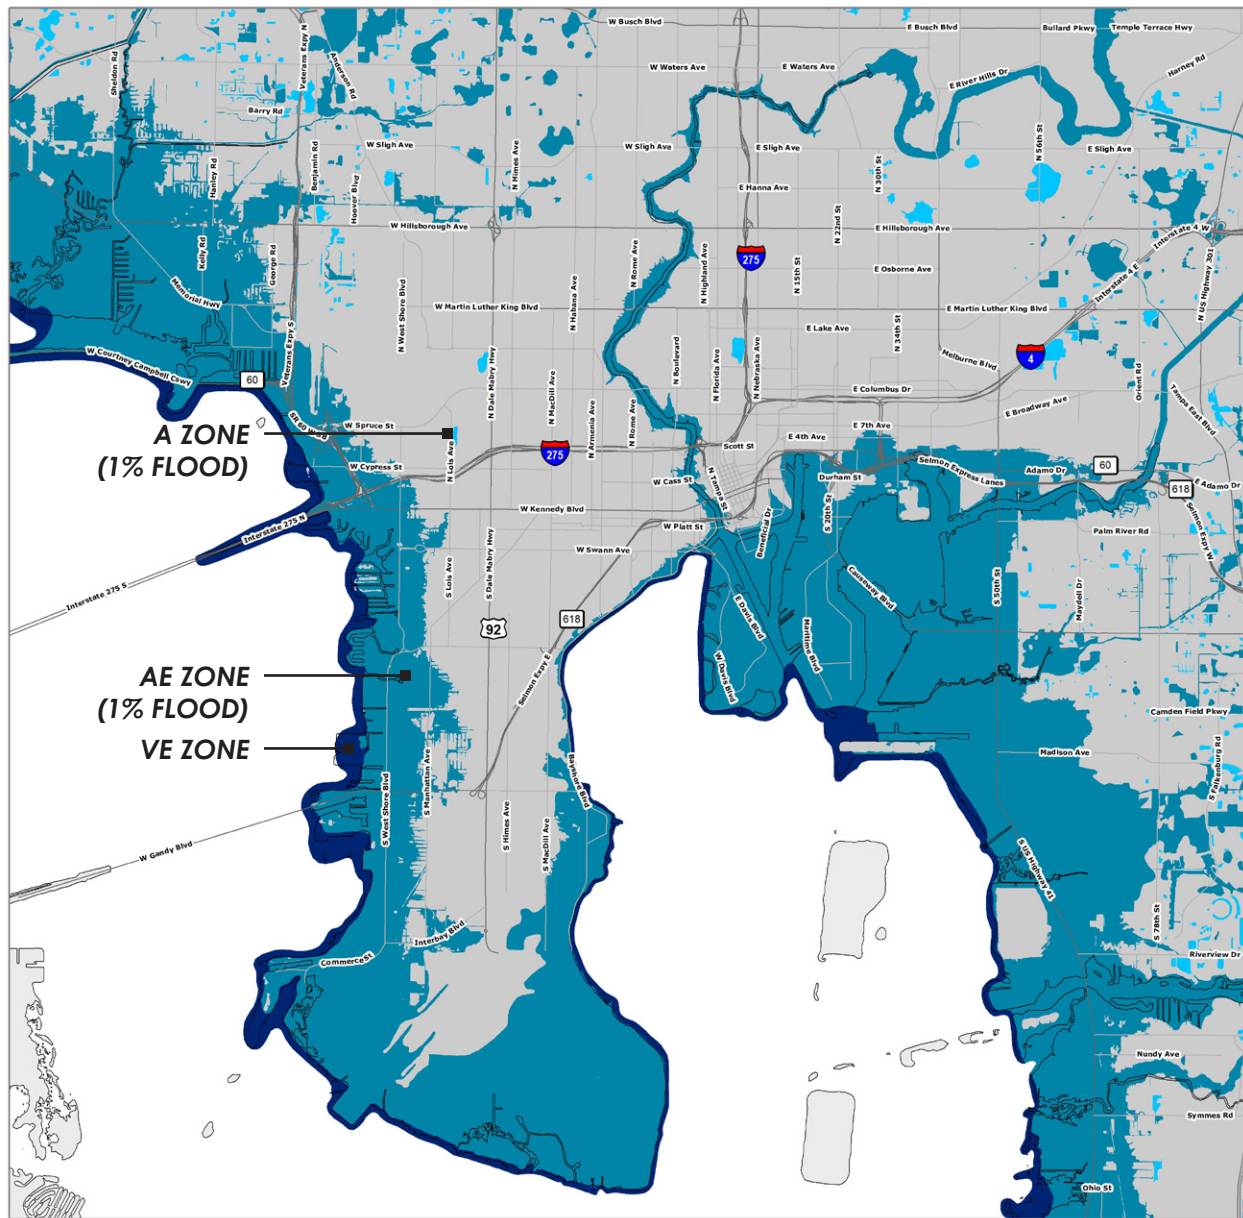 W Busch Blvd
E Busch Blvd
Bullard Pkwy
Temple Terrace Hwy
Sheldon Rd
Veterans Expy N
Anderson Rd
W Waters Ave
E Waters Ave
E River Hills Dr
Harney Rd
Barry Rd
W Sligh Ave
N Himes Ave
W Sligh Ave
E Sligh Ave
N 30th St
N 56th St
E Sligh Ave
Hanley Rd
Benjamin Rd
Hoover Blvd
E Hanna Ave
N 22nd St
W Hillsborough Ave
E Hillsborough Ave
Interstate 4 W
Kelly Rd
George Rd
N Rome Ave
N Highland Ave
275
N 15th St
E Osborne Ave
Interstate 4 E
N US Highway 301
Memorial Hwy
N West Shore Blvd
W Martin Luther King Blvd
N Habana Ave
E Martin Luther King Blvd
E Lake Ave
N 34th St
Melburne Blvd
4
W Courtney Campbell Cswy
60
Veterans Expy S
N Dale Mabry Hwy
N MacDill Ave
N Armenia Ave
N Rome Ave
N Boulevard
N Florida Ave
N Nebraska Ave
E Columbus Dr
E Broadway Ave
Orient Rd
Tampa East Blvd
A ZONE
(1% FLOOD)
SR 60 W SB
W Spruce St
N Lois Ave
275
Scott St
E 4th Ave
E 7th Ave
W Cypress St
W Cass St
N Tampa St
Durham St
Selmon Express Lanes
Adamo Dr
60
E Adamo Dr
618
W Kennedy Blvd
W Platt St
Beneficial Dr
S 20th St
Palm River Rd
Selmon Expy W
Interstate 275 N
Interstate 275 S
W Swann Ave
S Lois Ave
S Dale Mabry Hwy
Causeway Blvd
S 50th St
Maydell Dr
618
92
E Davis Blvd
Maritime Blvd
W Davis Blvd
Selmon Expy E
AE ZONE
(1% FLOOD)
VE ZONE
Camden Field Pkwy
Madison Ave
S Falkenburg Rd
S West Shore Blvd
S Manhattan Ave
Bayshore Blvd
W Gandy Blvd
S Himes Ave
S MacDill Ave
S US Highway 41
S 78th St
Interbay Blvd
Commerce St
Riverview Dr
Nundy Ave
Symmes Rd
Ohio St